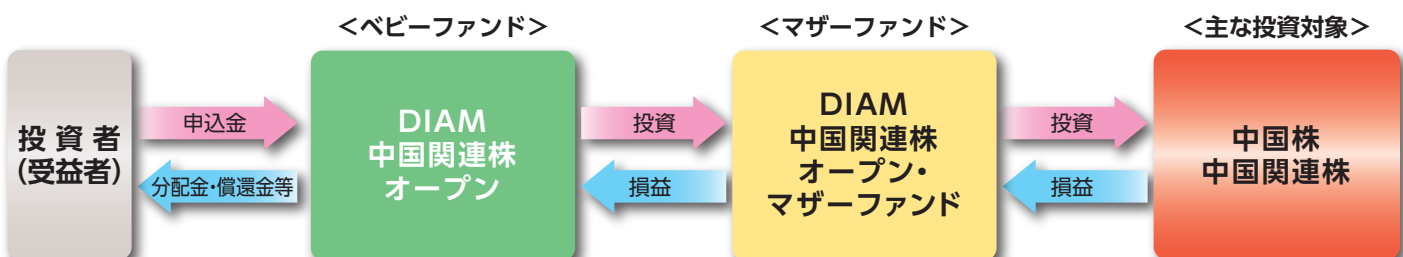 ＜ベビーファンド＞
＜マザーファンド＞
＜主な投資対象＞
投資者
(受益者)
申込金
分配金・償還金等
DIAM
中国関連株
オープン
投資
損益
DIAM
中国関連株
オープン・
マザーファンド
投資
損益
中国株
中国関連株